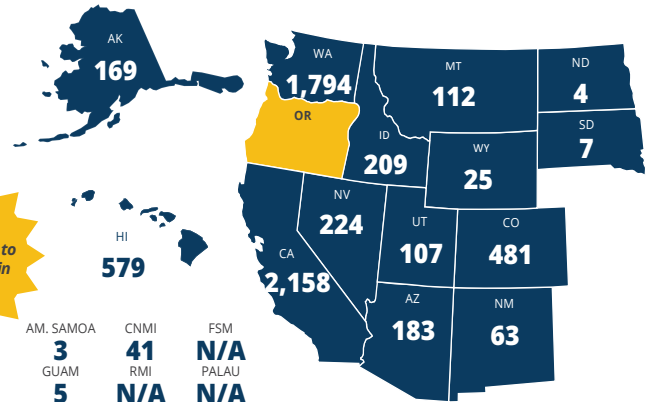 AK
169
WA
1,794
OR
MT
112
ND
4
SD
7
ID
209
WY
25
NV
224
UT
107
CO
481
CA
2,158
AZ
183
NM
63
HI
579
to
in
AM. SAMOA CNMI FSM
3 41 N/A
GUAM RMI PALAU
5 N/A N/A